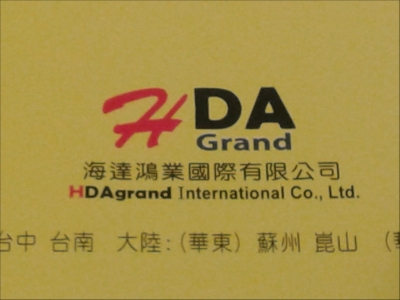 HDA
Grand
海達鴻業國際有限公司
HDAgrand International Co., Ltd.
台中 台南 大陸:(華東) 蘇州 崑山 (